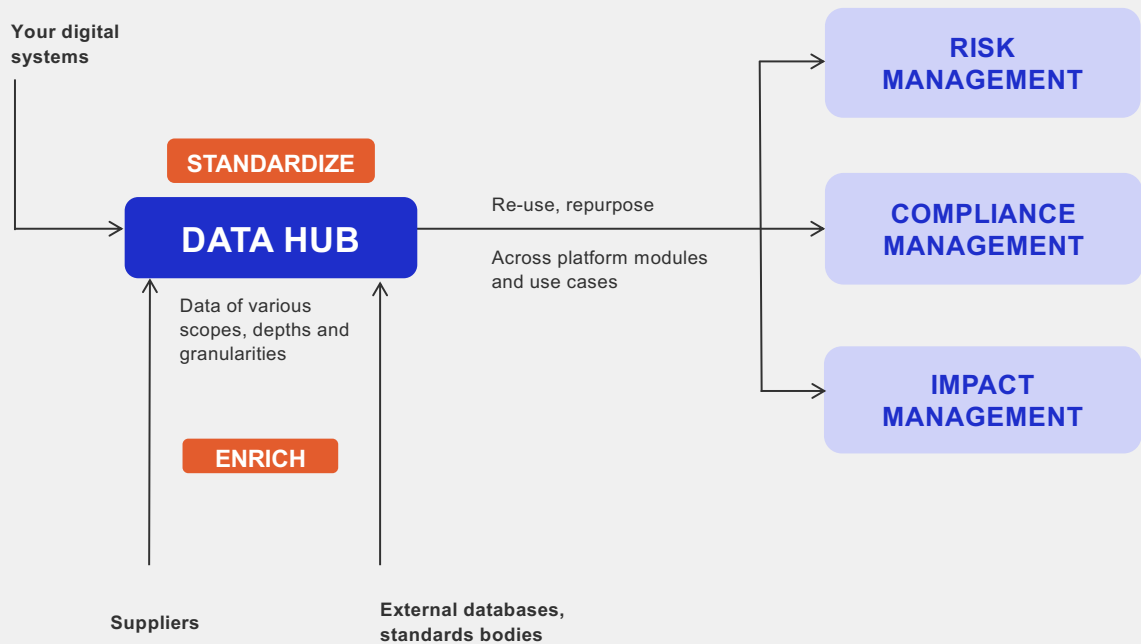 Your digital
systems
STANDARDIZE
DATA HUB
Data of various
scopes, depths and
granularities
ENRICH
Suppliers
External databases,
standards bodies
Re-use, repurpose
Across platform modules
and use cases
RISK
MANAGEMENT
COMPLIANCE
MANAGEMENT
IMPACT
MANAGEMENT